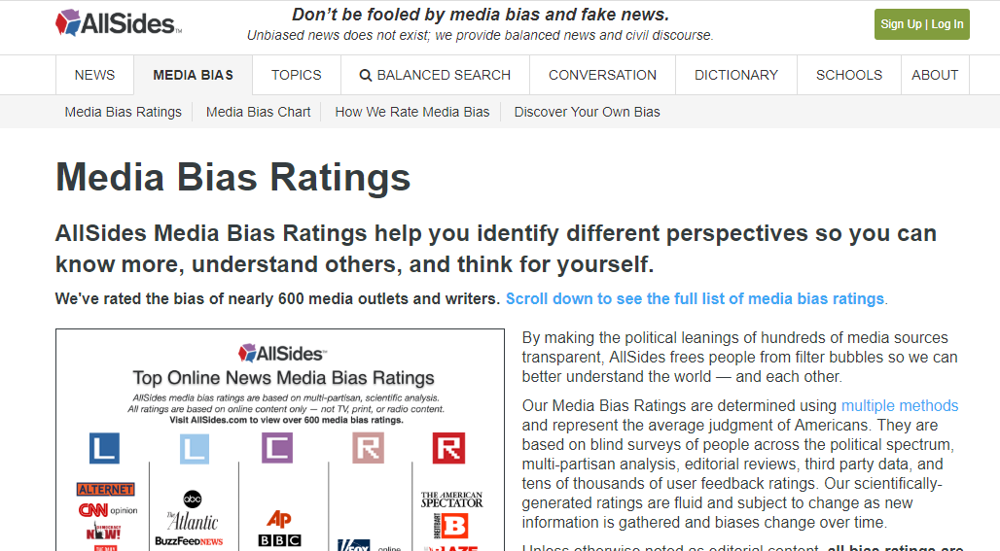 AllSides™
Don’t be fooled by media bias and fake news.
Unbiased news does not exist; we provide balanced news and civil discourse.
Sign Up | Log In
NEWS
MEDIA BIAS
TOPICS
BALANCED SEARCH
CONVERSATION
DICTIONARY
SCHOOLS
ABOUT
Media Bias Ratings
Media Bias Chart
How We Rate Media Bias
Discover Your Own Bias
Media Bias Ratings
AllSides Media Bias Ratings help you identify different perspectives so you can
know more, understand others, and think for yourself.
We've rated the bias of nearly 600 media outlets and writers. Scroll down to see the full list of media bias ratings.
AllSides™
Top Online News Media Bias Ratings
AllSides media bias ratings are based on multi-partisan, scientific analysis.
All ratings are based on online content only — not TV, print, or radio content.
Visit AllSides.com to view over 600 media bias ratings.
L
L
C
R
R
ALTERNET
CNN opinion
DEMOCRACY
NOW!
abc
The Atlantic
BuzzFeedNEWS
AP
BBC
online
THE AMERICAN
SPECTATOR
BREITBART
B
By making the political leanings of hundreds of media sources
transparent, AllSides frees people from filter bubbles so we can
better understand the world — and each other.
Our Media Bias Ratings are determined using multiple methods
and represent the average judgment of Americans. They are
based on blind surveys of people across the political spectrum,
multi-partisan analysis, editorial reviews, third party data, and
tens of thousands of user feedback ratings. Our scientifically-
generated ratings are fluid and subject to change as new
information is gathered and biases change over time.
Unless otherwise noted as editorial content, all bias ratings are